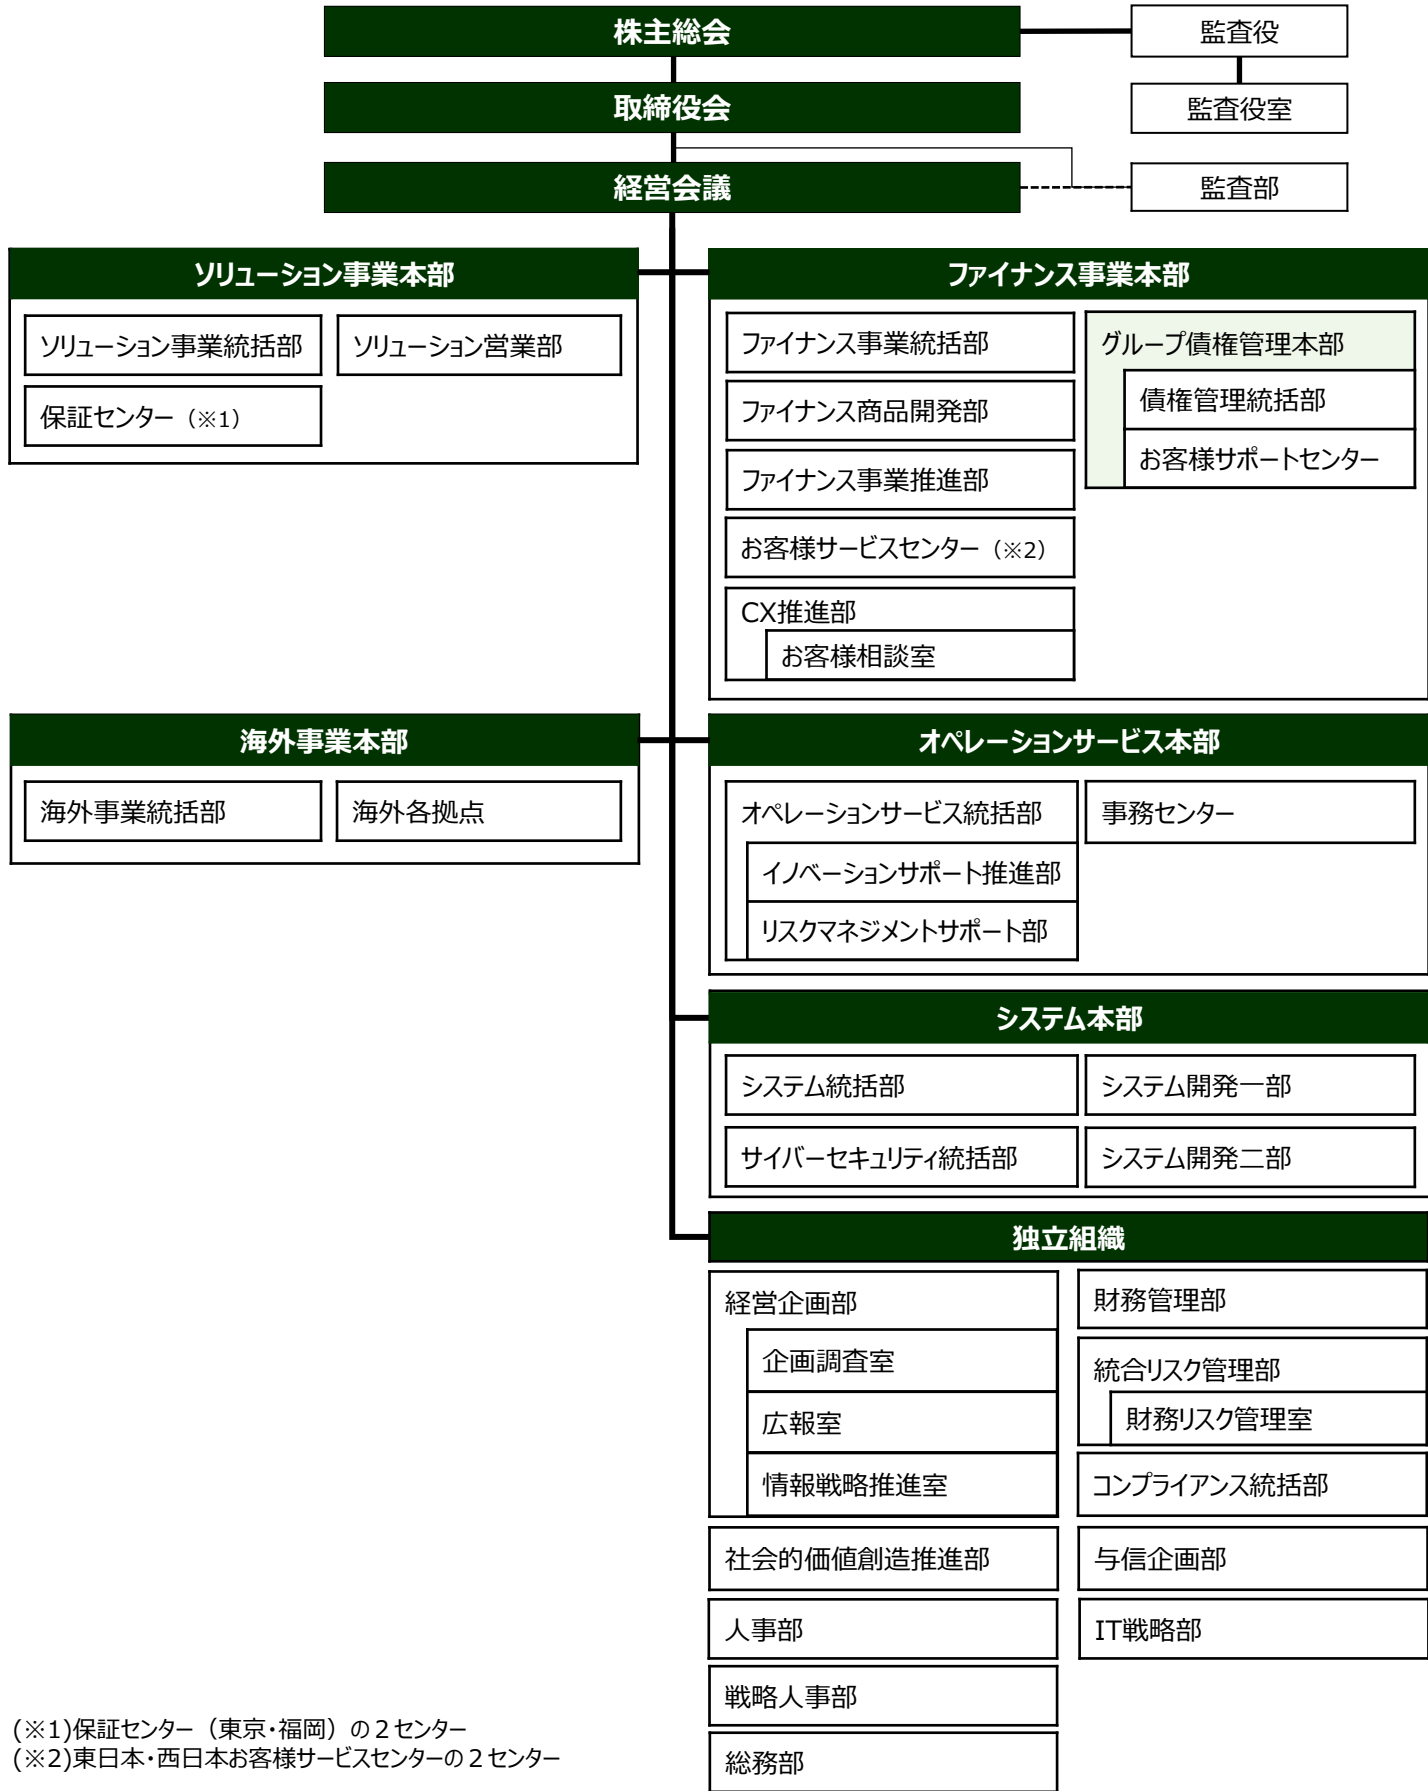 株主総会
監査役
取締役会
監査役室
経営会議
監査部
ソリューション事業本部
ソリューション事業統括部
ソリューション営業部
保証センター（※1）
ファイナンス事業本部
ファイナンス事業統括部
ファイナンス商品開発部
ファイナンス事業推進部
お客様サービスセンター（※2）
CX推進部
お客様相談室
グループ債権管理本部
債権管理統括部
お客様サポートセンター
海外事業本部
海外事業統括部
海外各拠点
オペレーションサービス本部
オペレーションサービス統括部
イノベーションサポート推進部
リスクマネジメントサポート部
事務センター
システム本部
システム統括部
システム開発一部
サイバーセキュリティ統括部
システム開発二部
独立組織
経営企画部
企画調査室
広報室
情報戦略推進室
社会的価値創造推進部
人事部
戦略人事部
総務部
財務管理部
統合リスク管理部
財務リスク管理室
コンプライアンス統括部
与信企画部
IT戦略部
(※1)保証センター（東京・福岡）の２センター
(※2)東日本・西日本お客様サービスセンターの２センター